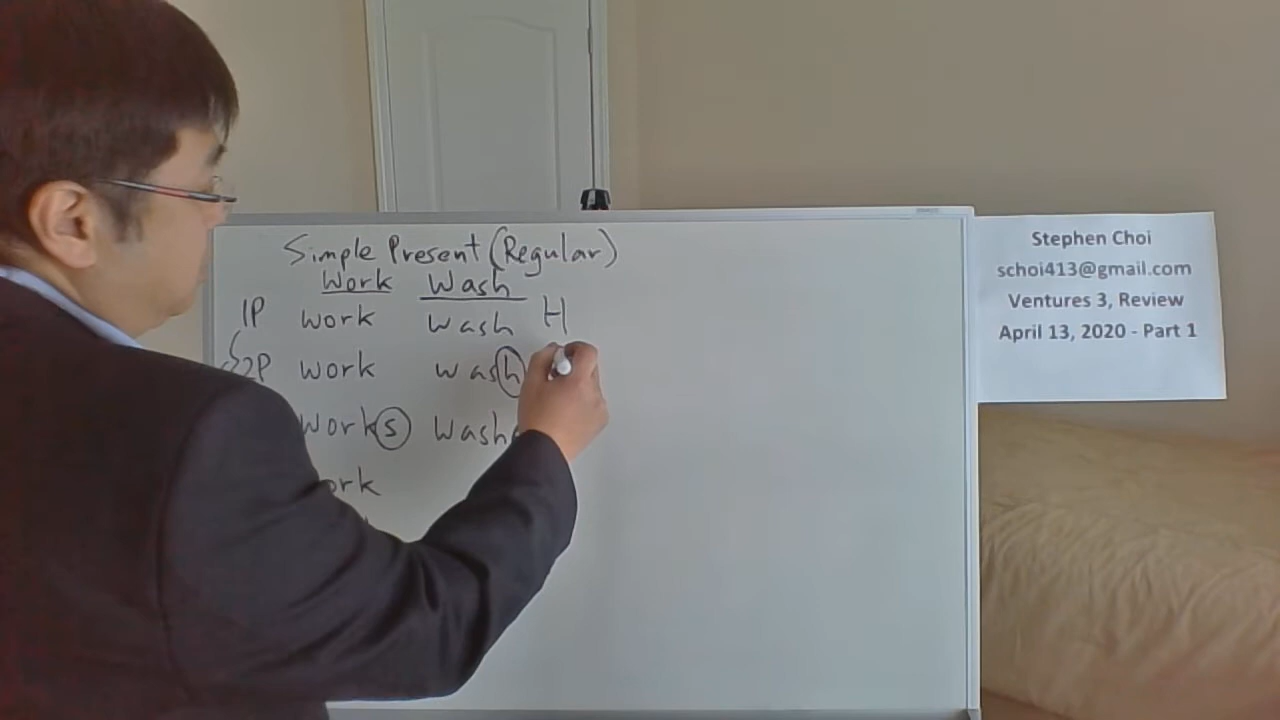 Simple Present (Regular)
Work Wash
1P work wash H
2P work wash
works wash
ork
Stephen Choi
schoi413@gmail.com
Ventures 3, Review
April 13, 2020 - Part 1